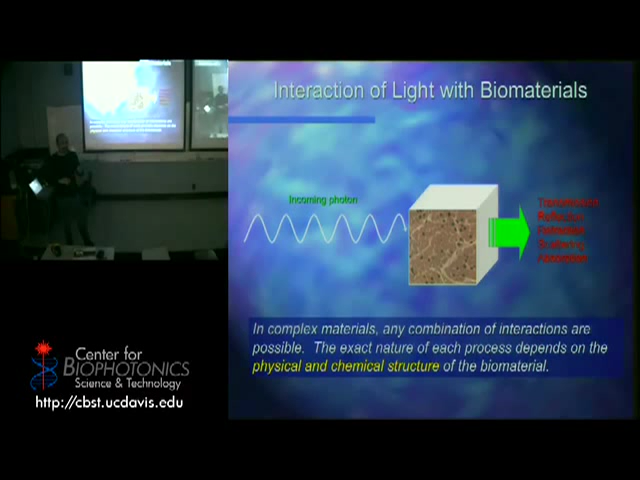 Interaction of Light with Biomaterials
Incoming photon
Transmission
Reflection
Scattering
Absorption
In complex materials, any combination of interactions are
possible. The exact nature of each process depends on the
physical and chemical structure of the biomaterial.
Center for
BIOPHOTONICS
Science & Technology
http://cbst.ucdavis.edu